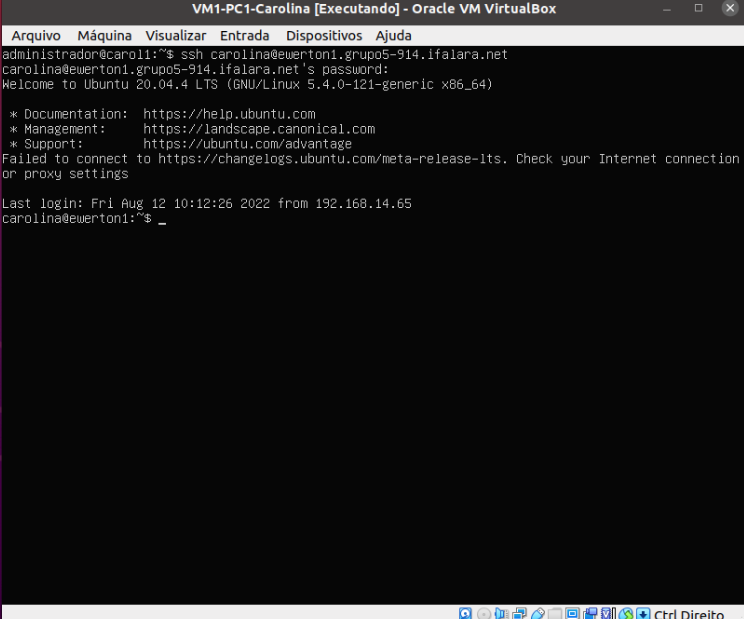 VM1-PC1-Carolina [Executando] - Oracle VM VirtualBox
Arquivo Máquina Visualizar Entrada Dispositivos Ajuda
administrador@carol1:~$ ssh carolina@ewerton1.grupo5-914.ifalara.net
carolina@ewerton1.grupo5-914.ifalara.net's password:
Welcome to Ubuntu 20.04.4 LTS (GNU/Linux 5.4.0-121-generic x86_64)
* Documentation: https://help.ubuntu.com
* Management: https://landscape.canonical.com
* Support: https://ubuntu.com/advantage
Failed to connect to https://changelogs.ubuntu.com/meta-release-lts. Check your Internet connection
or proxy settings
Last login: Fri Aug 12 10:12:26 2022 from 192.168.14.65
carolina@ewerton1:~$ _
Ctrl Direito